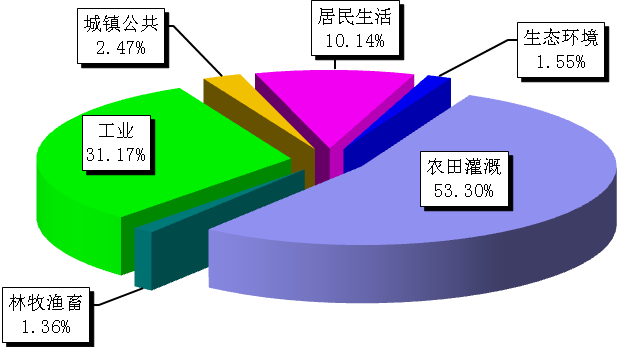 城镇公共
2.47%
居民生活
10.14%
生态环境
1.55%
工业
31.17%
农田灌溉
53.30%
林牧渔畜
1.36%